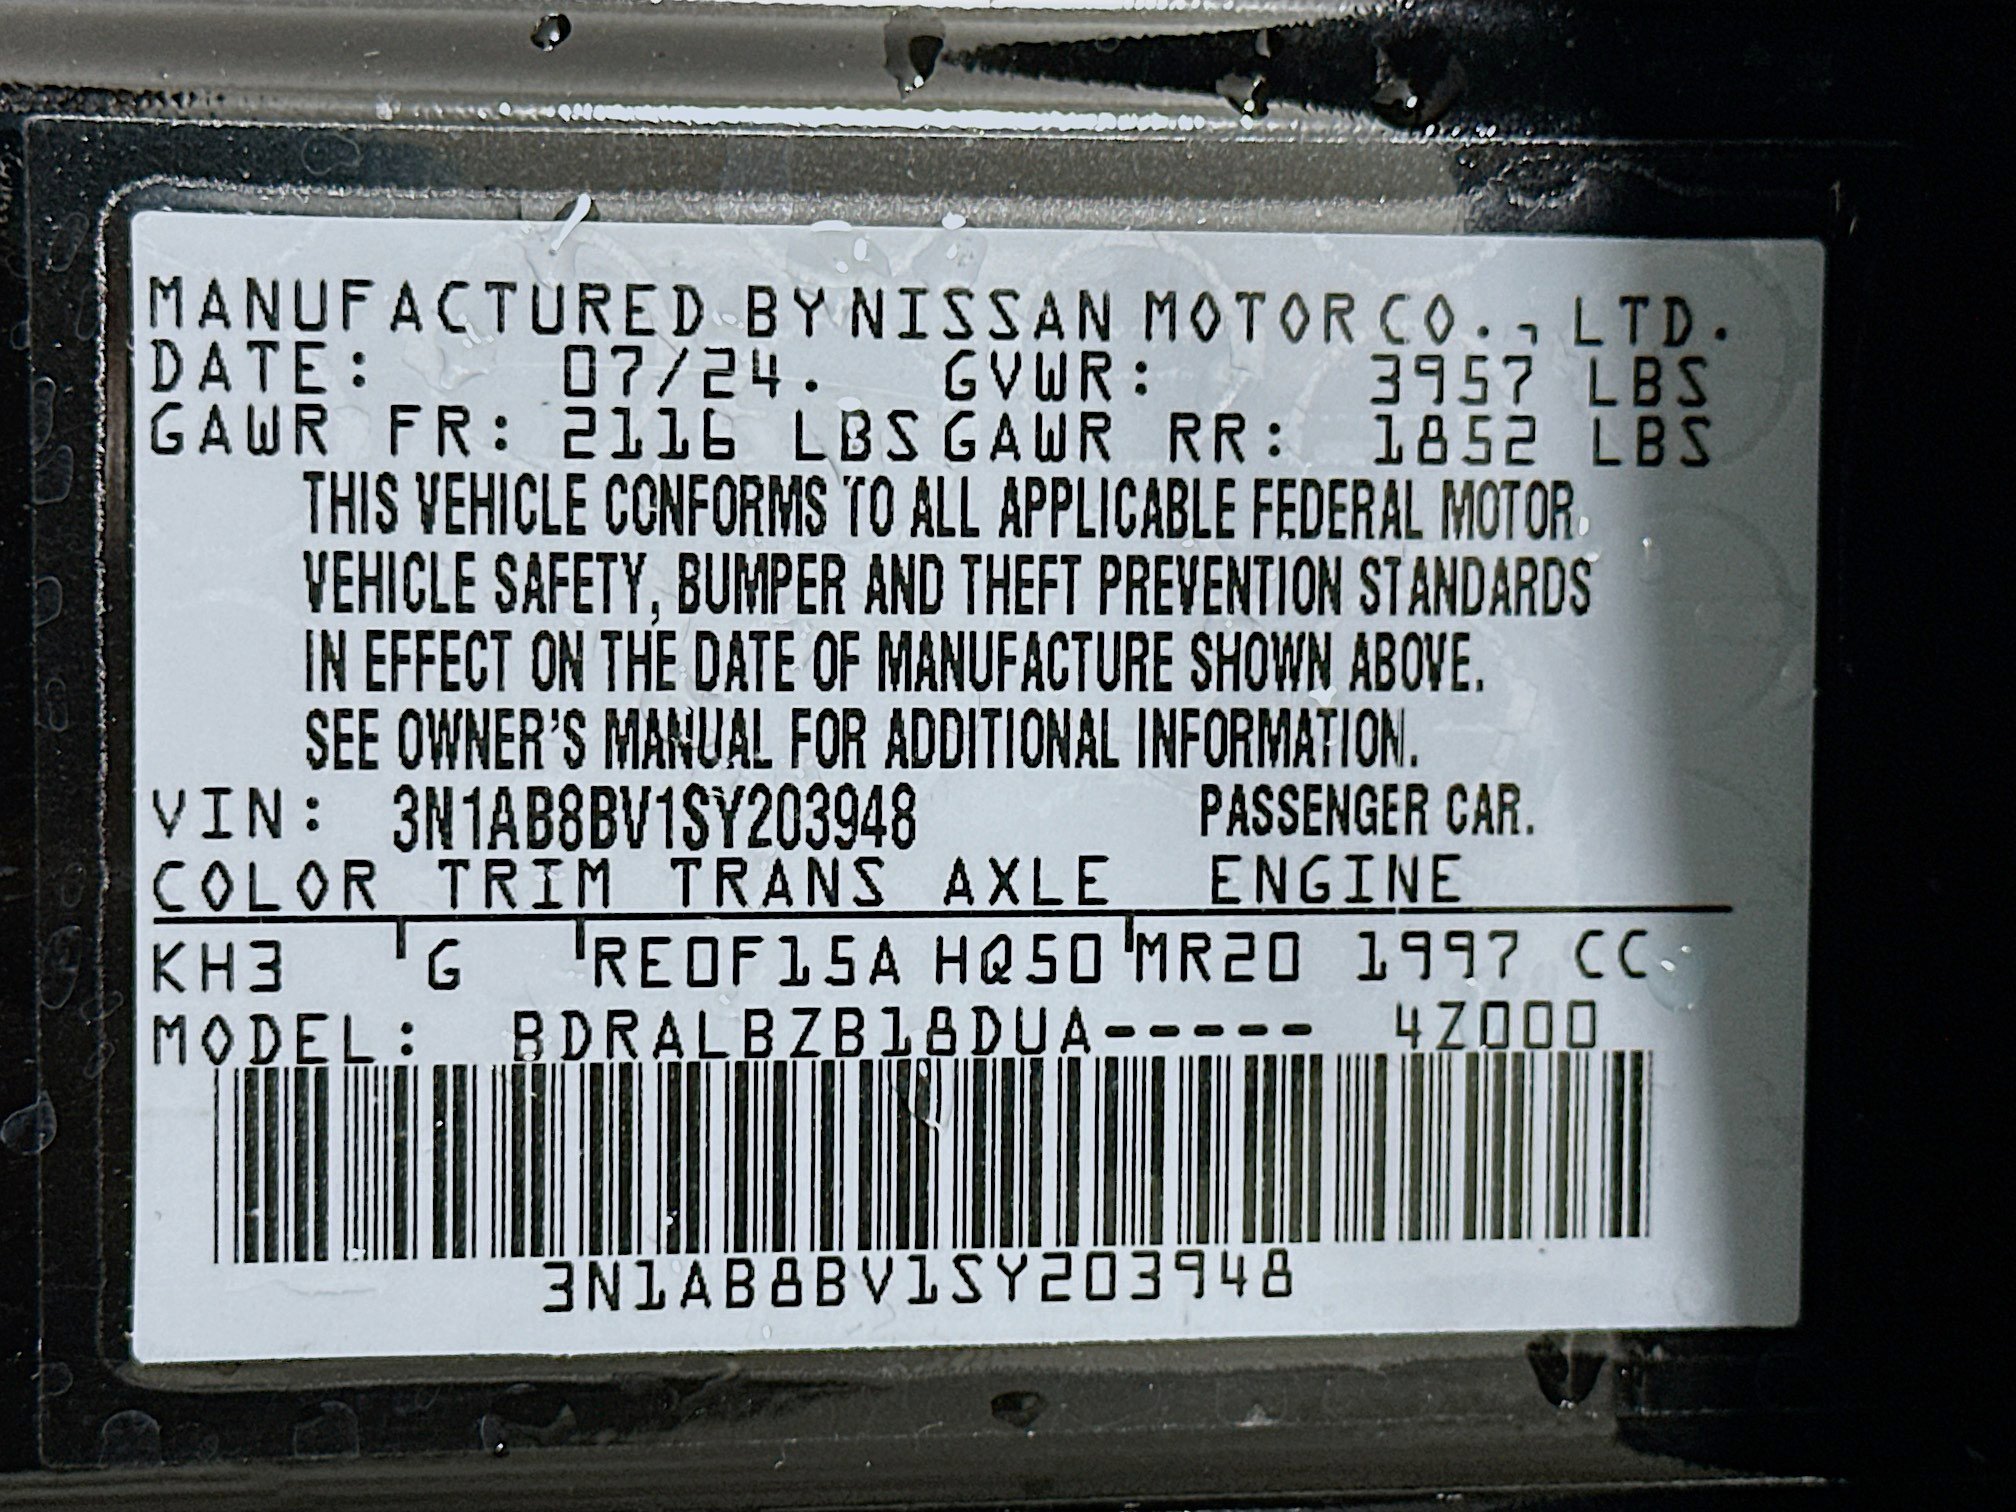 MANUFACTURED BY NISSAN MOTOR CO., LTD.
DATE: 07/24. GVWR: 3957 LBS
GAWR FR: 2116 LBS GAWR RR: 1852 LBS
THIS VEHICLE CONFORMS TO ALL APPLICABLE FEDERAL MOTOR
VEHICLE SAFETY, BUMPER AND THEFT PREVENTION STANDARDS
IN EFFECT ON THE DATE OF MANUFACTURE SHOWN ABOVE.
SEE OWNER'S MANUAL FOR ADDITIONAL INFORMATION.
VIN: 3N1AB8BV1SY203948 PASSENGER CAR.
COLOR TRIM TRANS AXLE ENGINE
KH3 G RE0F15A HQ50 MR20 1997 CC
MODEL: BDRALBZB18DUA----- 4Z000
3N1AB8BV1SY203948